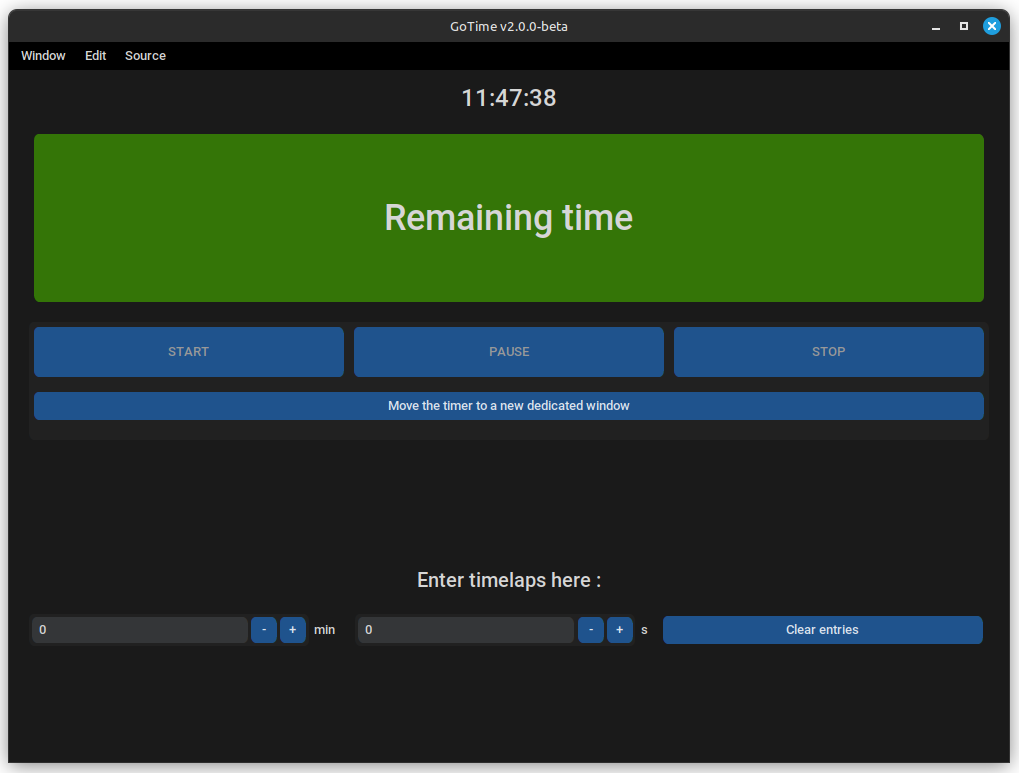 GoTime v2.0.0-beta
Window Edit Source
11:47:38
Remaining time
START PAUSE STOP
Move the timer to a new dedicated window
Enter timelaps here :
0 - + min 0 - + s Clear entries